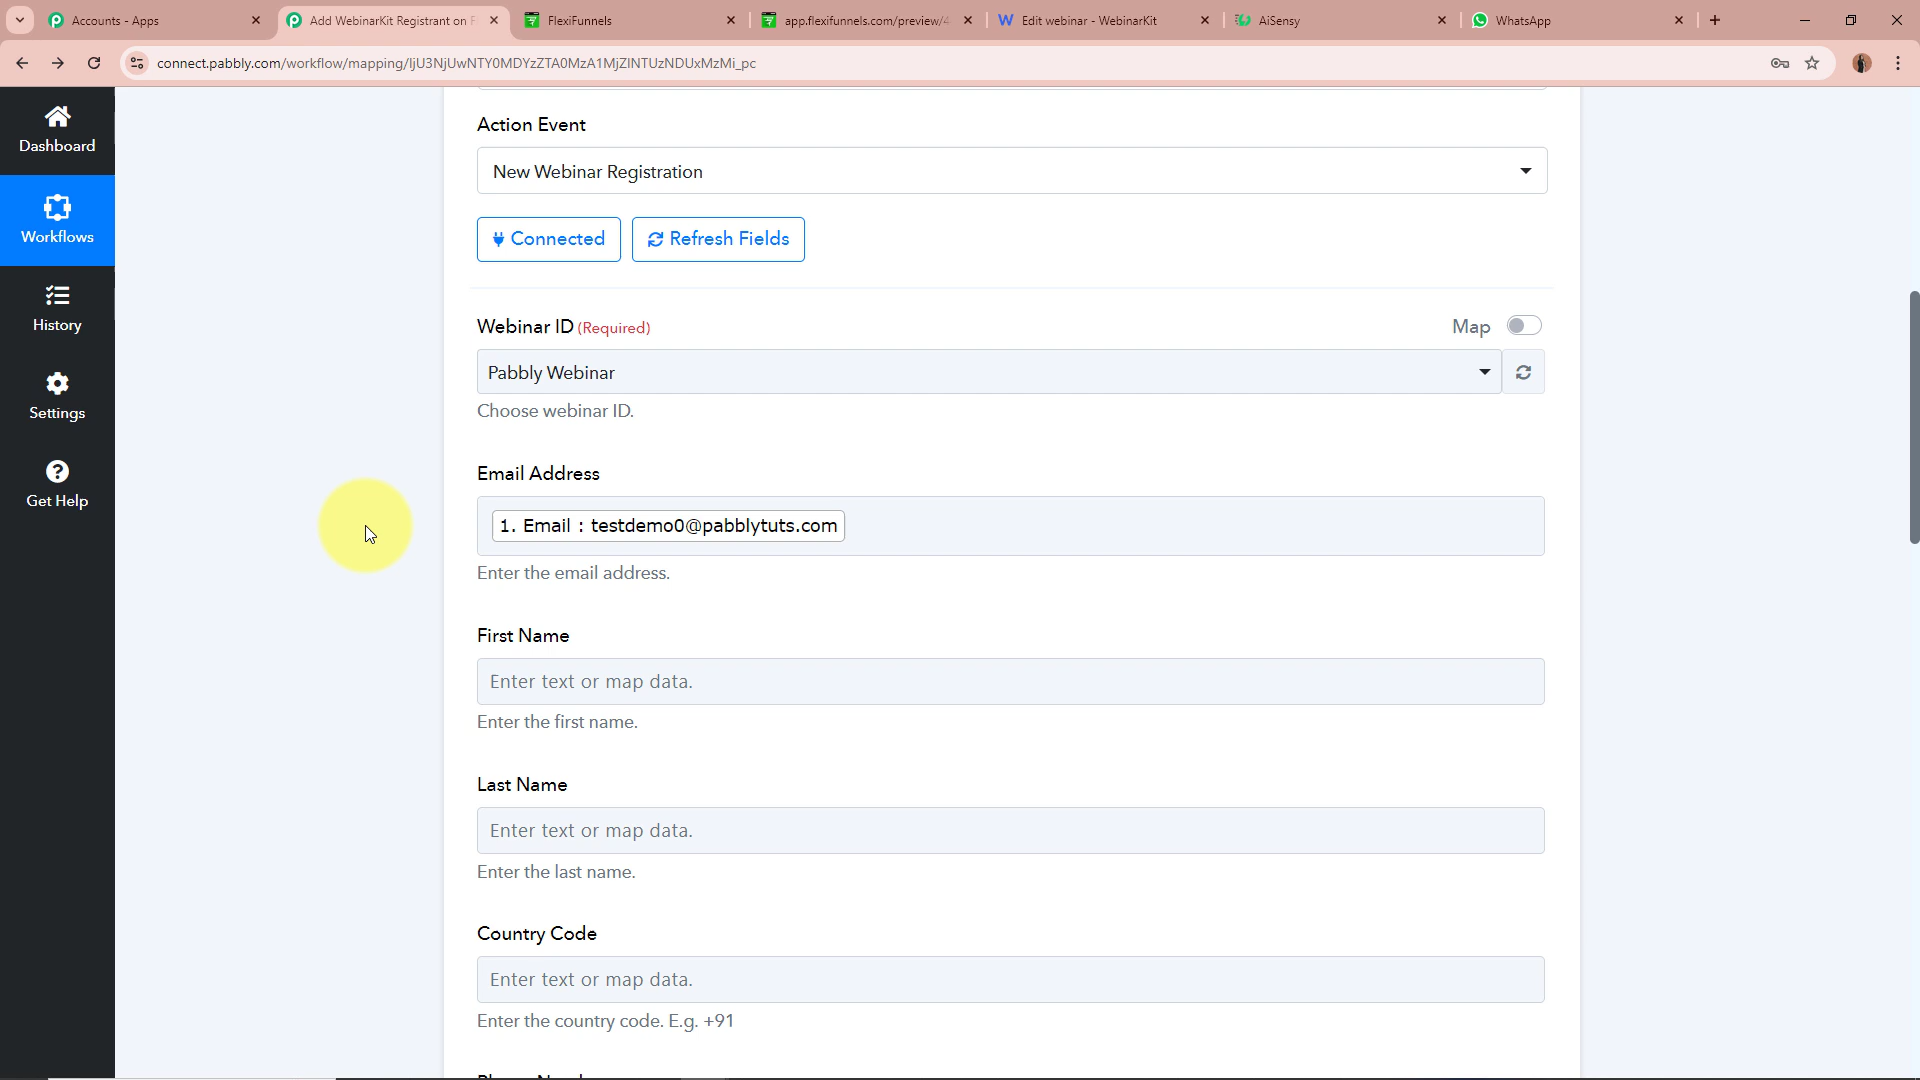 Accounts - Apps
Add WebinarKit Registrant on F
FlexiFunnels
app.flexifunnels.com/preview/4
W Edit webinar - WebinarKit
AiSensy
WhatsApp
connect.pabbly.com/workflow/mapping/IjU3NjUwNTY0MDYzZTA0MzA1MjZlNTUzNDUxMzMi_pc
Dashboard
Workflows
History
Settings
Get Help
Action Event
New Webinar Registration
Connected
Refresh Fields
Webinar ID (Required)
Map
Pabbly Webinar
Choose webinar ID.
Email Address
1. Email : testdemo0@pabblytuts.com
Enter the email address.
First Name
Enter text or map data.
Enter the first name.
Last Name
Enter text or map data.
Enter the last name.
Country Code
Enter text or map data.
Enter the country code. E.g. +91